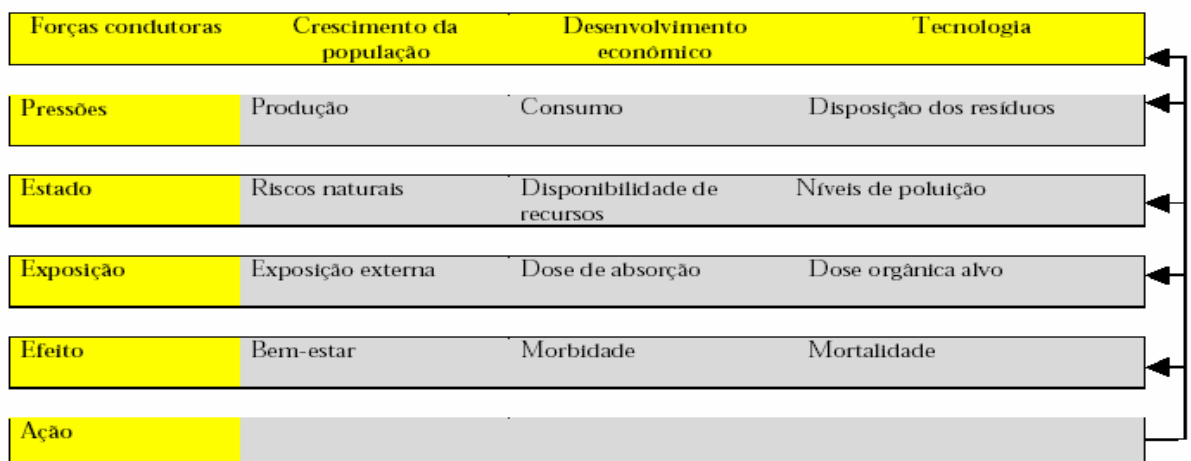 Forças condutoras Crescimento da Desenvolvimento Tecnologia
população econômico
Pressões Produção Consumo Disposição dos resíduos
Estado Riscos naturais Disponibilidade de Níveis de poluição
recursos
Exposição Exposição externa Dose de absorção Dose orgânica alvo
Efeito Bem-estar Morbidade Mortalidade
Ação